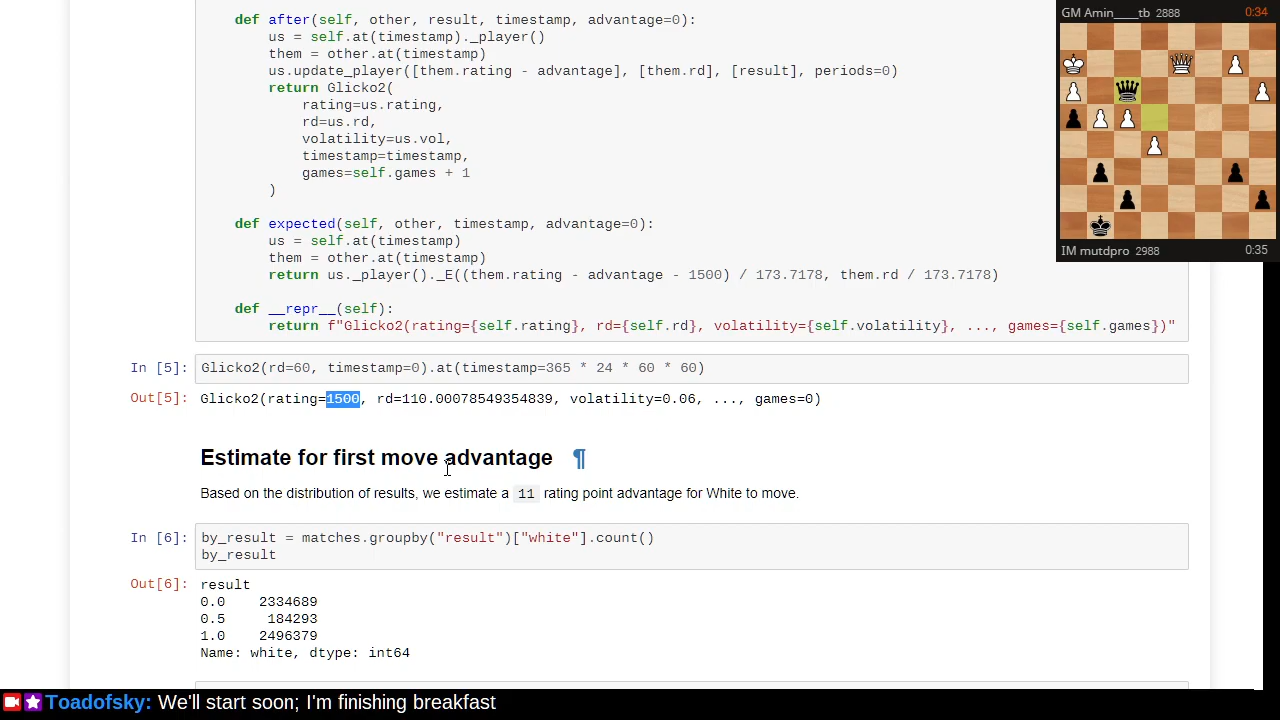 def after(self, other, result, timestamp, advantage=0):
us = self.at(timestamp)._player()
them = other.at(timestamp)
us.update_player([them.rating - advantage], [them.rd], [result], periods=0)
return Glicko2(
rating=us.rating,
rd=us.rd,
volatility=us.vol,
timestamp=timestamp,
games=self.games + 1
)
def expected(self, other, timestamp, advantage=0):
us = self.at(timestamp)
them = other.at(timestamp)
return us._player()._E((them.rating - advantage - 1500) / 173.7178, them.rd / 173.7178)
def __repr__(self):
return f"Glicko2(rating={self.rating}, rd={self.rd}, volatility={self.volatility}, ..., games={self.games})"
In [5]: Glicko2(rd=60, timestamp=0).at(timestamp=365 * 24 * 60 * 60)
Out[5]: Glicko2(rating=1500, rd=110.00078549354839, volatility=0.06, ..., games=0)
Estimate for first move advantage ¶
Based on the distribution of results, we estimate a 11 rating point advantage for White to move.
In [6]: by_result = matches.groupby("result")["white"].count()
by_result
Out[6]: result
0.0 2334689
0.5 184293
1.0 2496379
Name: white, dtype: int64
GM Amin____tb 2888 0:34
IM mutdpro 2988 0:35
Toadofsky: We'll start soon; I'm finishing breakfast